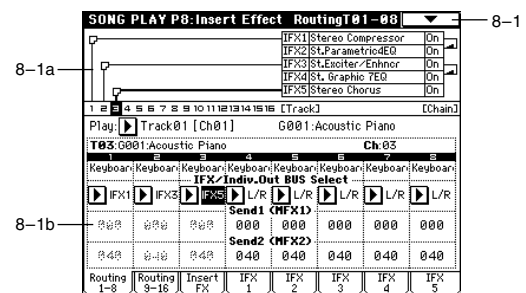 SONG PLAY P8:Insert Effect RoutingT01-08
8-1
IFX1 Stereo Compressor On
IFX2 St.Parametric4EQ On
IFX3 St.Exciter/Enhncr On
IFX4 St. Graphic 7EQ On
IFX5 Stereo Chorus On
8-1a
1 2 3 4 5 6 7 8 9 10 11 12 13 14 15 16 [Track] [Chain]
Play: Track01 [Ch01] G001:Acoustic Piano
T03:G001:Acoustic Piano Ch:03
1 2 3 4 5 6 7 8
Keyboar Keyboar Keyboar Keyboar Keyboar Keyboar Keyboar Keyboar
IFX/Indiv.Out BUS Select
IFX1 IFX3 IFX5 L/R L/R L/R L/R L/R
Send1 (MFX1)
8-1b
000 000 000 000 000 000 000 000
Send2 (MFX2)
040 040 040 040 040 040 040 040
Routing 1-8 Routing 9-16 Insert FX IFX 1 IFX 2 IFX 3 IFX 4 IFX 5